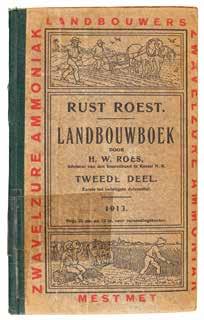 LANDBOUWERS
ZWAVELZURE AMMONIAK
ZWAVELZURE AMMONIAK
RUST ROEST.
LANDBOUWBOEK
DOOR
H. W. ROES,
TWEEDE DEEL.
1913.
MEST MET